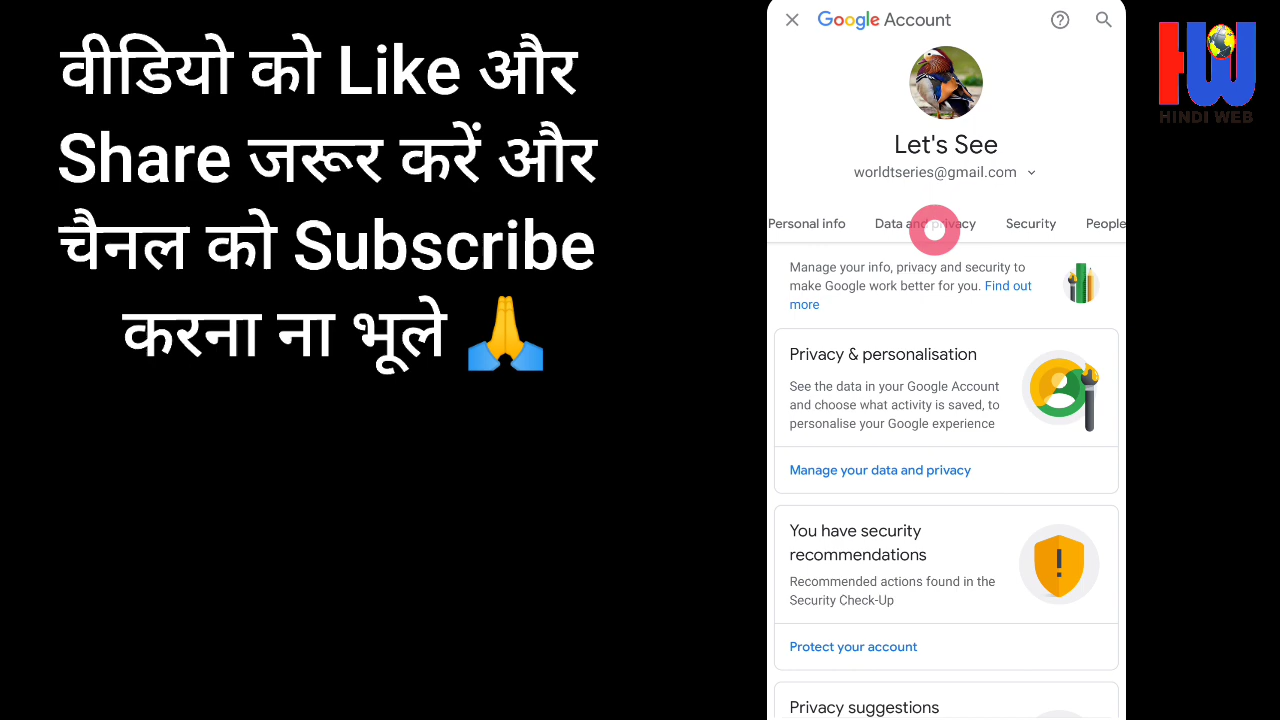 वीडियो को Like और
Share जरूर करें और
चैनल को Subscribe
करना ना भूले 🙏
Google Account
Let's See
worldtseries@gmail.com
Personal info Data and privacy Security People
Manage your info, privacy and security to
make Google work better for you. Find out
more
Privacy & personalisation
See the data in your Google Account
and choose what activity is saved, to
personalise your Google experience
Manage your data and privacy
You have security
recommendations
Recommended actions found in the
Security Check-Up
Protect your account
Privacy suggestions
HW
HINDI WEB